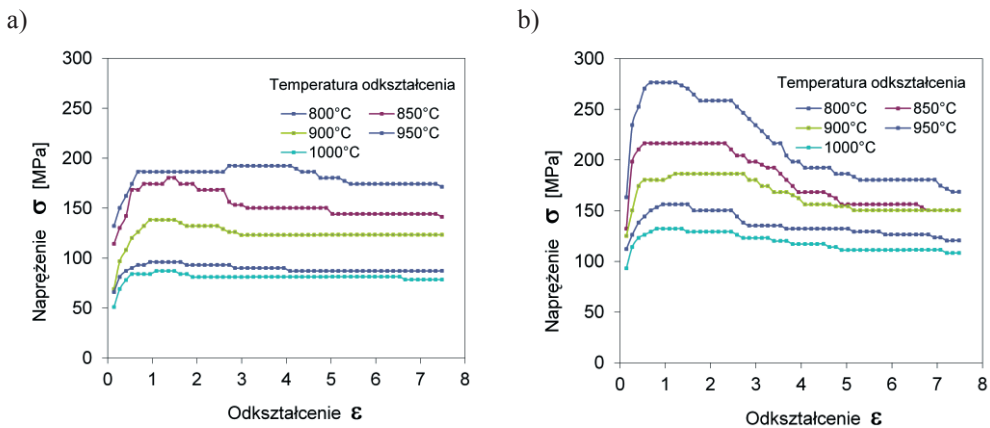 a)
300
250
200
150
100
50
0
0 1 2 3 4 5 6 7 8
Naprężenie σ [MPa]
Odkształcenie ε
Temperatura odkształcenia
800°C 850°C
900°C 950°C
1000°C
b)
300
250
200
150
100
50
0
0 1 2 3 4 5 6 7 8
Naprężenie σ [MPa]
Odkształcenie ε
Temperatura odkształcenia
800°C 850°C
900°C 950°C
1000°C